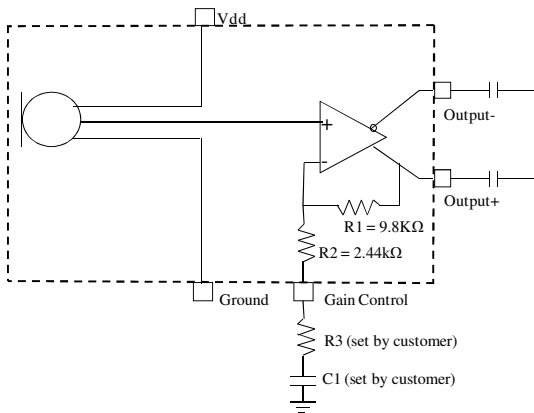 Vdd
+
-
Output-
Output+
R1 = 9.8KΩ
R2 = 2.44kΩ
Ground
Gain Control
R3 (set by customer)
C1 (set by customer)